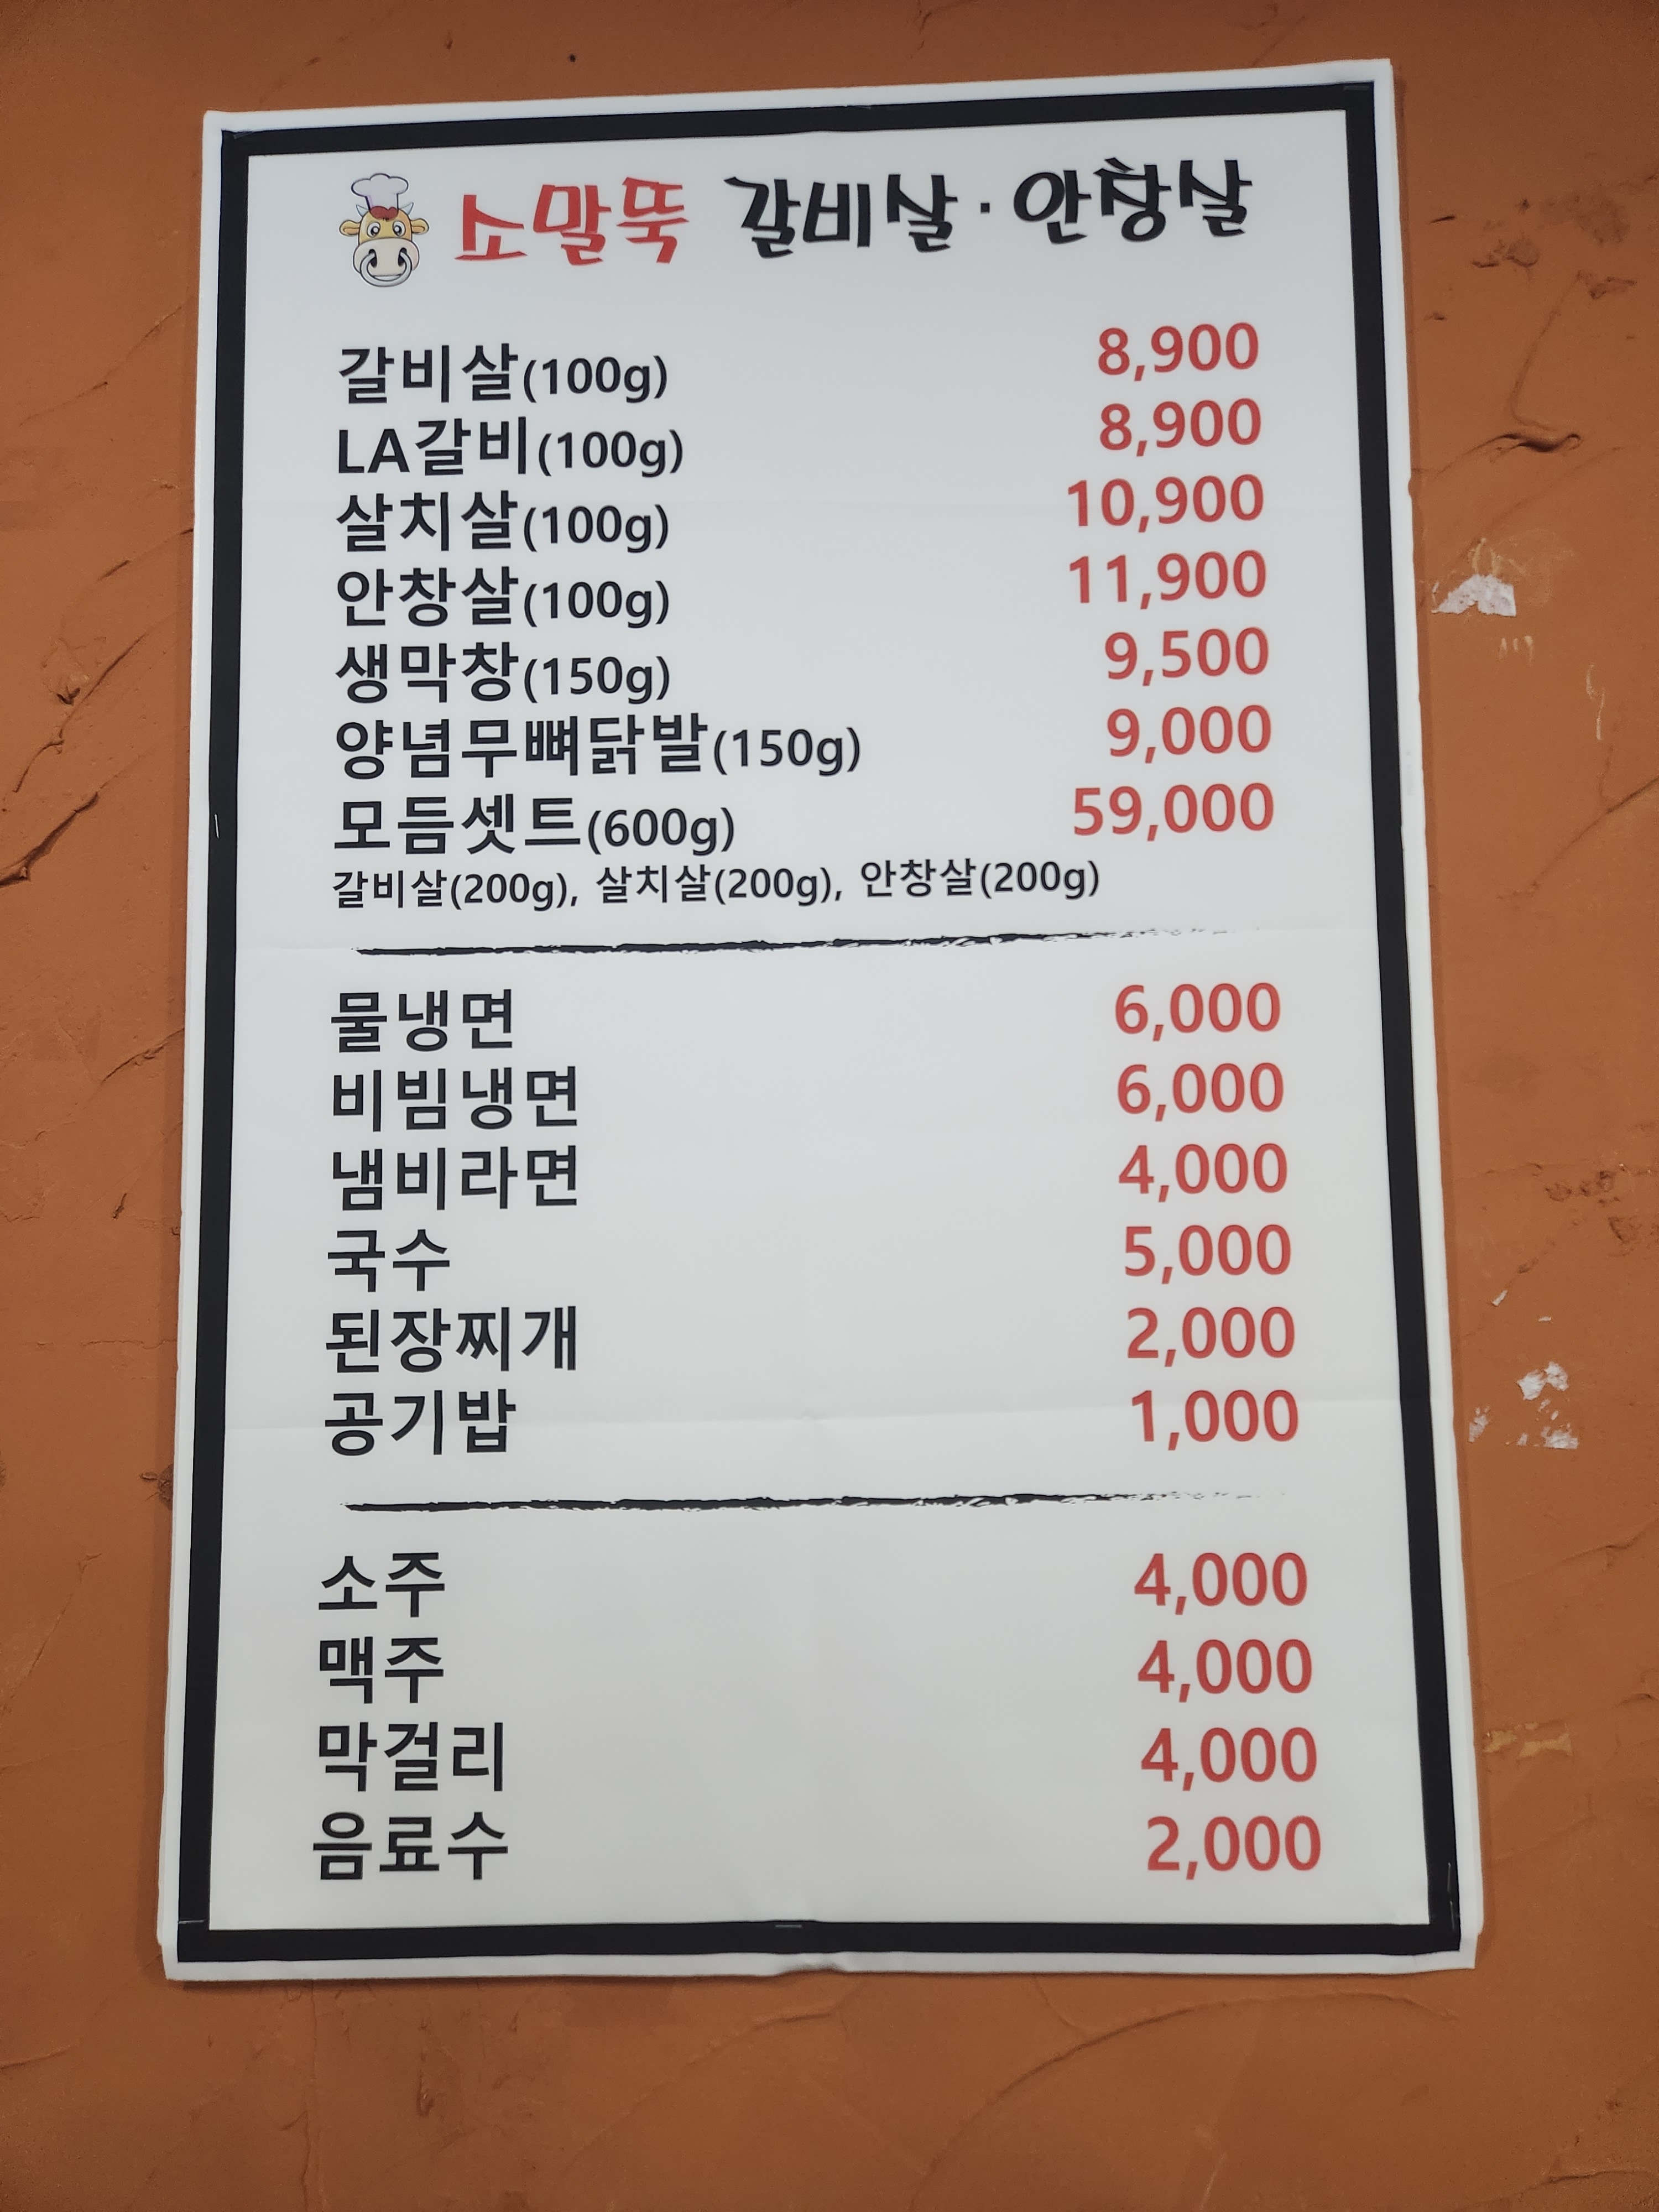 소말뚝 갈비살·안창살
갈비살(100g) 8,900
LA갈비(100g) 8,900
살치살(100g) 10,900
안창살(100g) 11,900
생막창(150g) 9,500
양념무뼈닭발(150g) 9,000
모듬셋트(600g) 59,000
갈비살(200g), 살치살(200g), 안창살(200g)
물냉면 6,000
비빔냉면 6,000
냄비라면 4,000
국수 5,000
된장찌개 2,000
공기밥 1,000
소주 4,000
맥주 4,000
막걸리 4,000
음료수 2,000